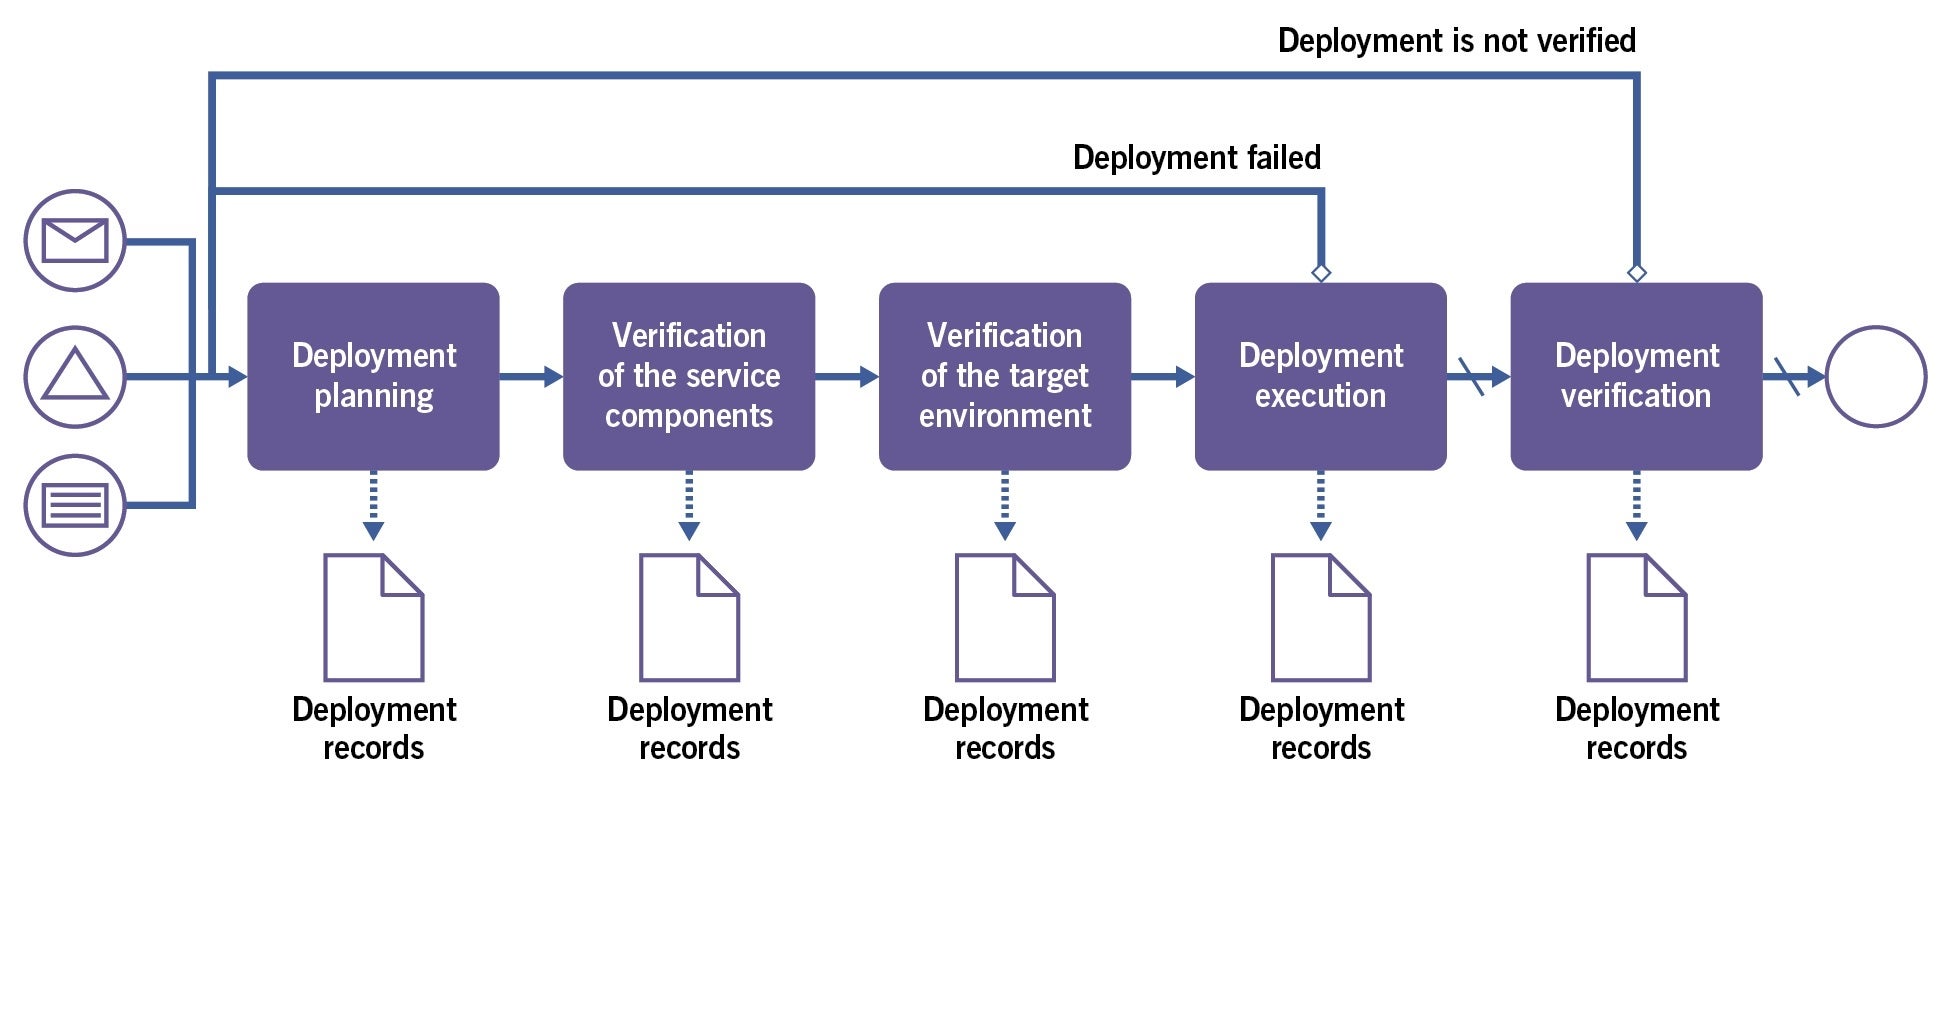 Deployment is not verified
Deployment failed
Deployment
planning
Verification
of the service
components
Verification
of the target
environment
Deployment
execution
Deployment
verification
Deployment
records
Deployment
records
Deployment
records
Deployment
records
Deployment
records